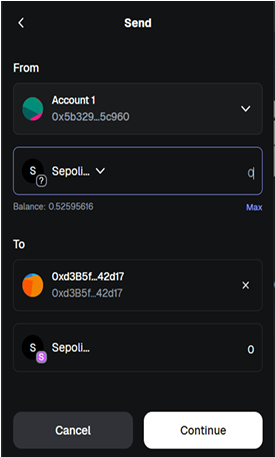 Send
From
Account 1
0x5b329...5c960
S ? Sepoli... 0
Balance: 0.52595616 Max
To
0xd3B5f...42d17
0xd3B5f...42d17
S S Sepoli... 0
Cancel Continue